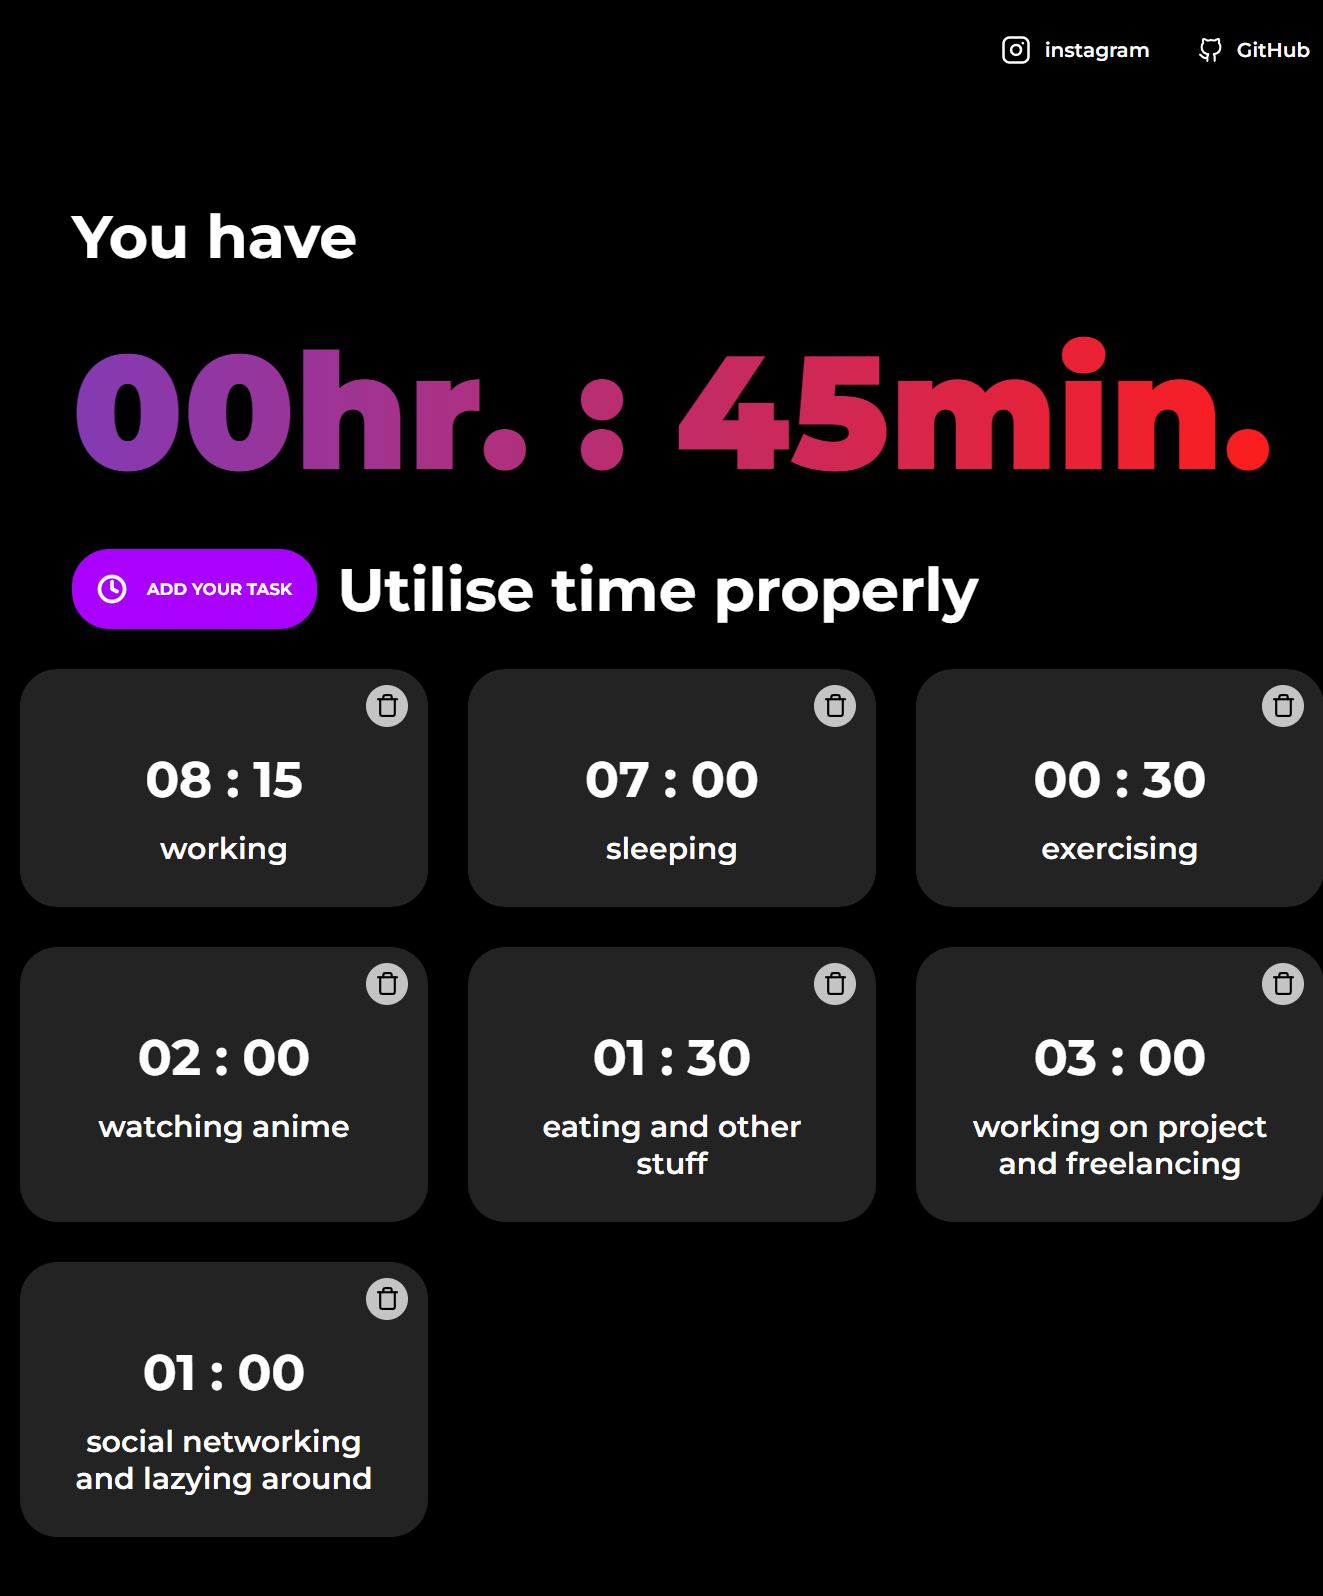 instagram
GitHub
You have
00hr. : 45min.
ADD YOUR TASK
Utilise time properly
08 : 15
working
07 : 00
sleeping
00 : 30
exercising
02 : 00
watching anime
01 : 30
eating and other
stuff
03 : 00
working on project
and freelancing
01 : 00
social networking
and lazying around